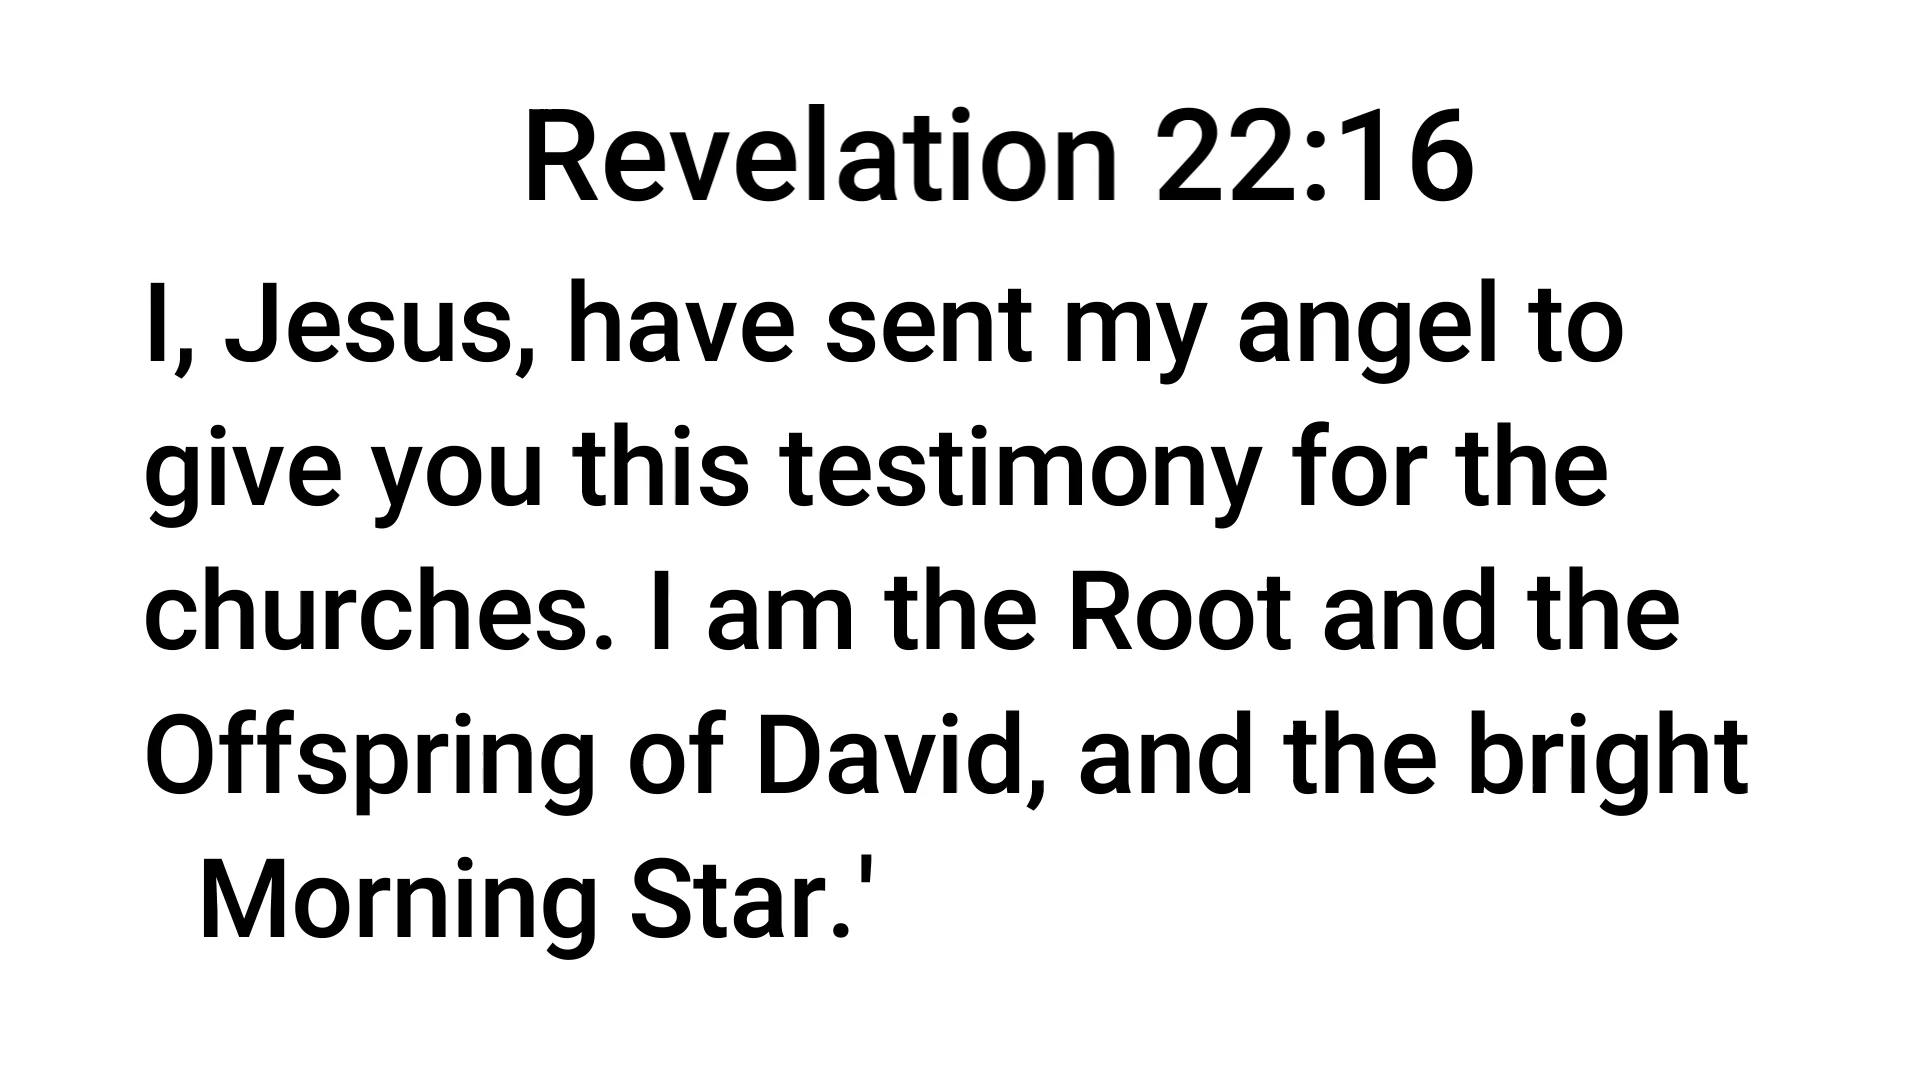 Revelation 22:16
I, Jesus, have sent my angel to
give you this testimony for the
churches. I am the Root and the
Offspring of David, and the bright
Morning Star.'